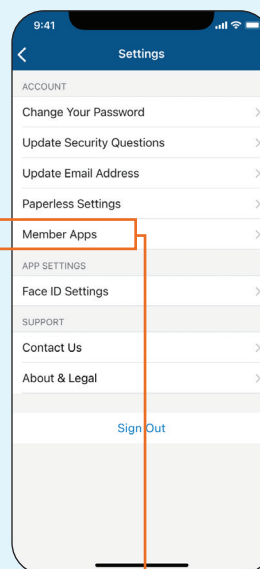 9:41
Settings
ACCOUNT
Change Your Password
Update Security Questions
Update Email Address
Paperless Settings
Member Apps
APP SETTINGS
Face ID Settings
SUPPORT
Contact Us
About & Legal
Sign Out